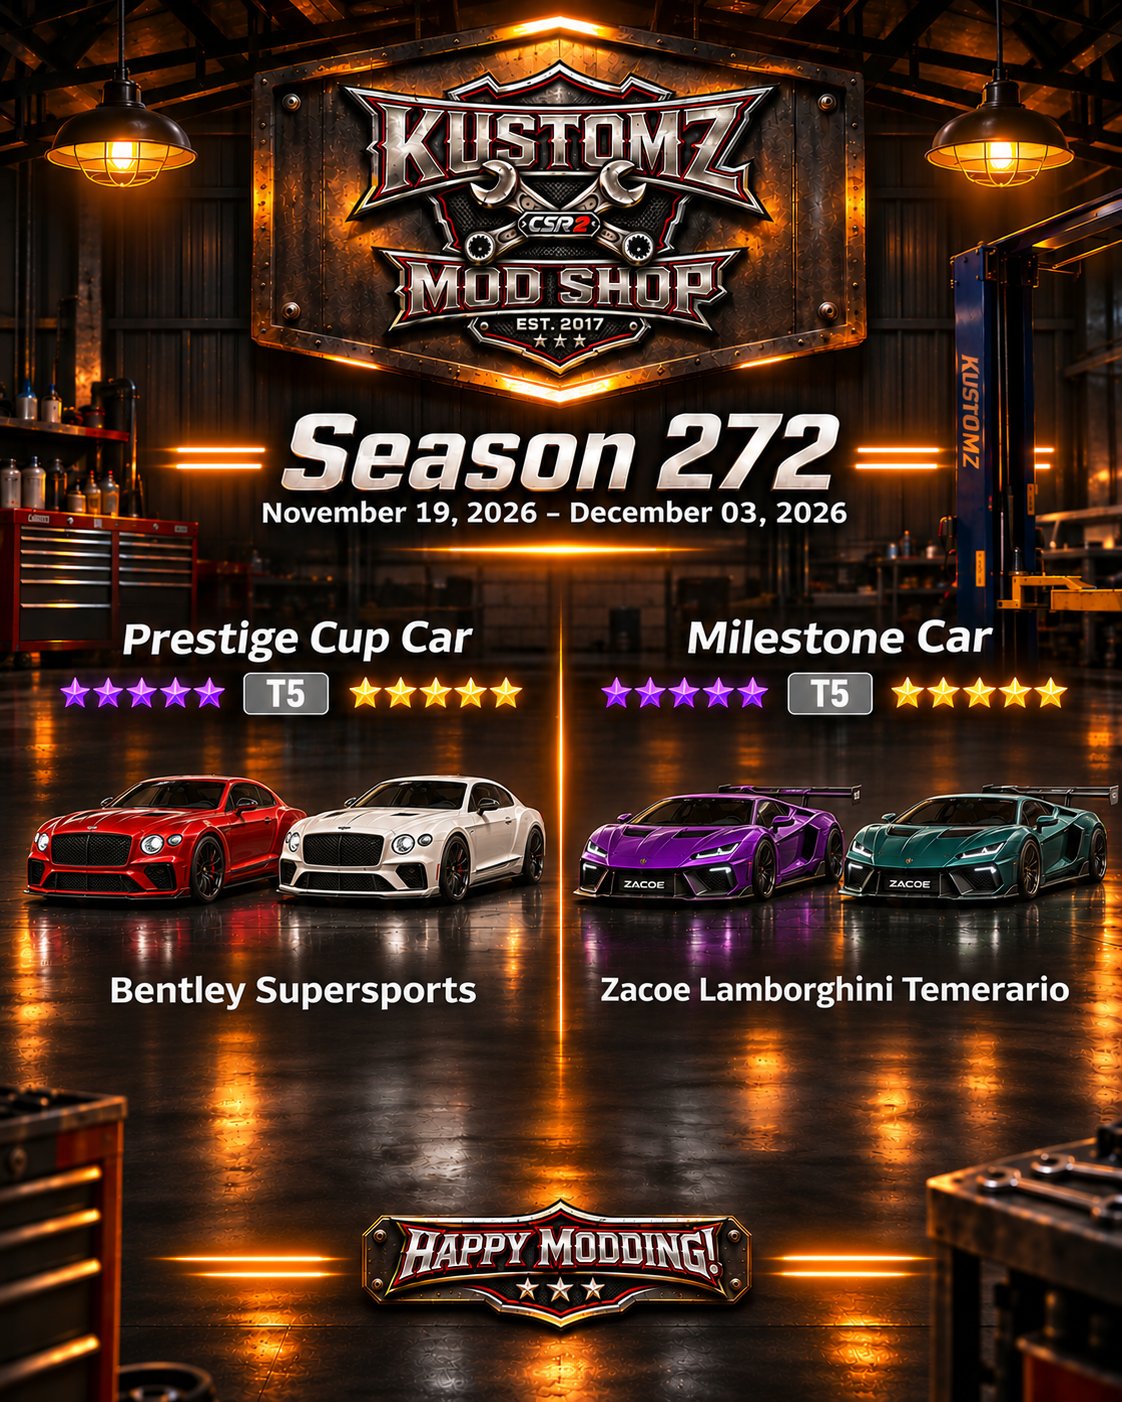 KUSTOMZ
CSR2
MOD SHOP
EST. 2017
KUSTOMZ
Season 272
November 19, 2026 – December 03, 2026
Prestige Cup Car
T5
Bentley Supersports
Milestone Car
T5
ZACOE
ZACOE
Zacoe Lamborghini Temerario
HAPPY MODDING!